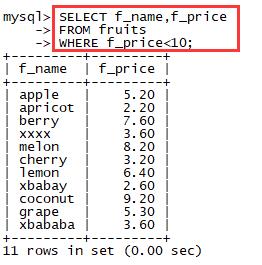 mysql> SELECT f_name,f_price
    -> FROM fruits
    -> WHERE f_price<10;
+---------+---------+
| f_name  | f_price |
+---------+---------+
| apple   |    5.20 |
| apricot |    2.20 |
| berry   |    7.60 |
| xxxx    |    3.60 |
| melon   |    8.20 |
| cherry  |    3.20 |
| lemon   |    6.40 |
| xbabay  |    2.60 |
| coconut |    9.20 |
| grape   |    5.30 |
| xbababa |    3.60 |
+---------+---------+
11 rows in set (0.00 sec)